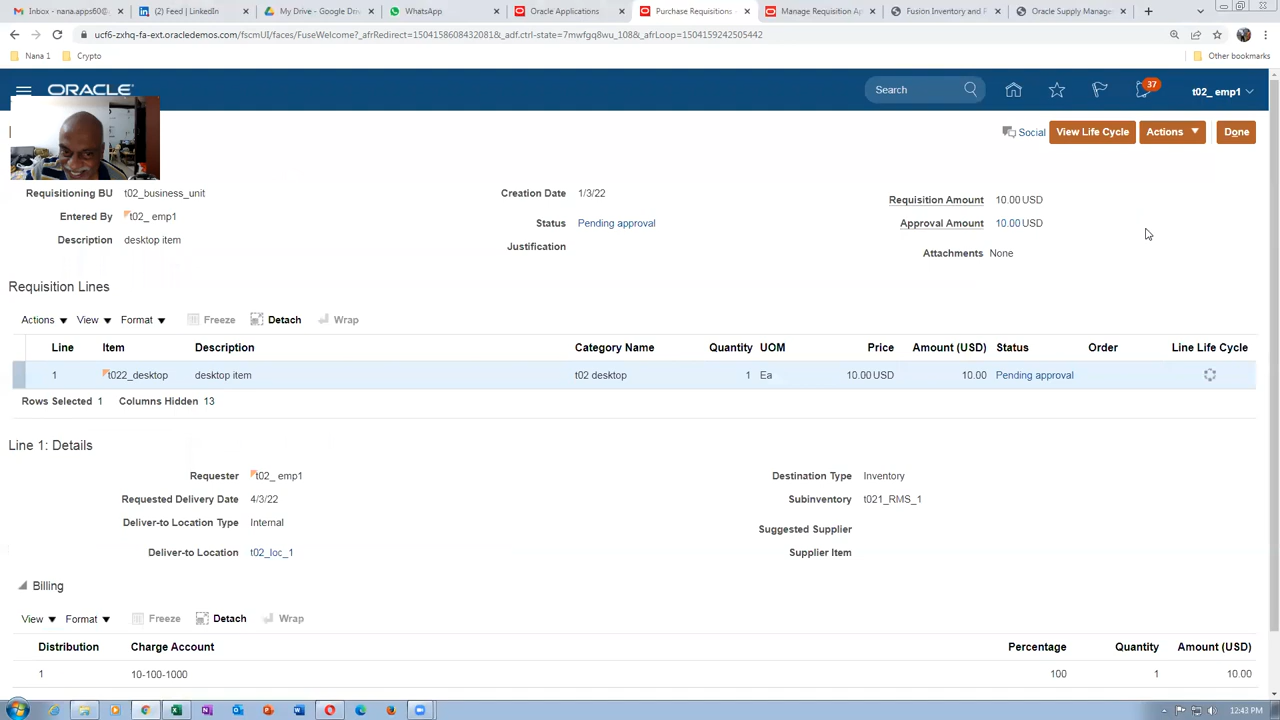 Inbox - nana.apps60@
(2) Feed | LinkedIn
My Drive - Google Driv
WhatsApp
Oracle Applications
Purchase Requisitions -
Manage Requisition Ap
Fusion Inventory and P
Oracle Supply Manage
ucf6-zxhq-fa-ext.oracledemos.com/fscmUI/faces/FuseWelcome?_afrRedirect=1504158608432081&_adf.ctrl-state=7mwfgq8wu_108&_afrLoop=1504159242505442
Nana 1
Crypto
Other bookmarks
ORACLE
Search
37
t02_ emp1
Social
View Life Cycle
Actions
Done
Requisitioning BU t02_business_unit
Creation Date 1/3/22
Requisition Amount 10.00 USD
Entered By t02_ emp1
Status Pending approval
Approval Amount 10.00 USD
Description desktop item
Justification
Attachments None
Requisition Lines
Actions View Format Freeze Detach Wrap
Line Item Description Category Name Quantity UOM Price Amount (USD) Status Order Line Life Cycle
1 t022_desktop desktop item t02 desktop 1 Ea 10.00 USD 10.00 Pending approval
Rows Selected 1 Columns Hidden 13
Line 1: Details
Requester t02_ emp1
Destination Type Inventory
Requested Delivery Date 4/3/22
Subinventory t021_RMS_1
Deliver-to Location Type Internal
Suggested Supplier
Deliver-to Location t02_loc_1
Supplier Item
Billing
View Format Freeze Detach Wrap
Distribution Charge Account Percentage Quantity Amount (USD)
1 10-100-1000 100 1 10.00
12:43 PM